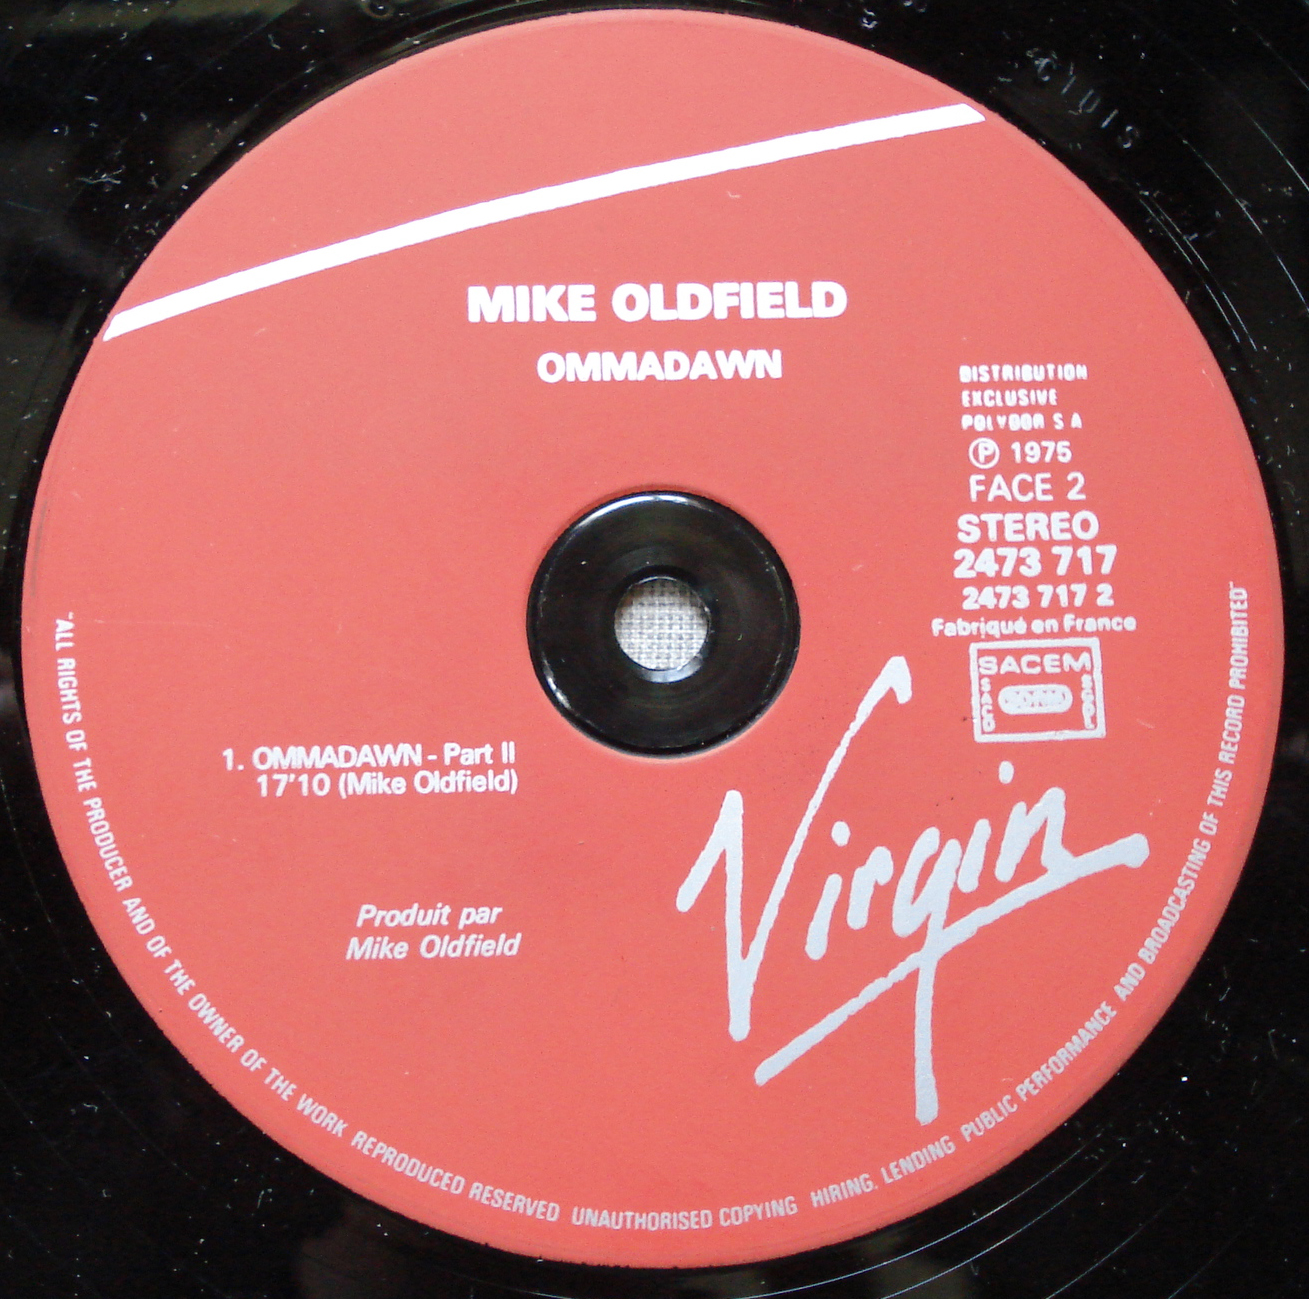 MIKE OLDFIELD
OMMADAWN
DISTRIBUTION
EXCLUSIVE
POLYDOR S A
Ⓟ 1975
FACE 2
STEREO
2473 717
2473 717 2
Fabriqué en France
SACEM
1. OMMADAWN - Part II
17'10 (Mike Oldfield)
Produit par
Mike Oldfield
Virgin
"ALL RIGHTS OF THE PRODUCER AND OF THE OWNER OF THE WORK REPRODUCED RESERVED UNAUTHORISED COPYING HIRING, LENDING PUBLIC PERFORMANCE AND BROADCASTING OF THIS RECORD PROHIBITED"